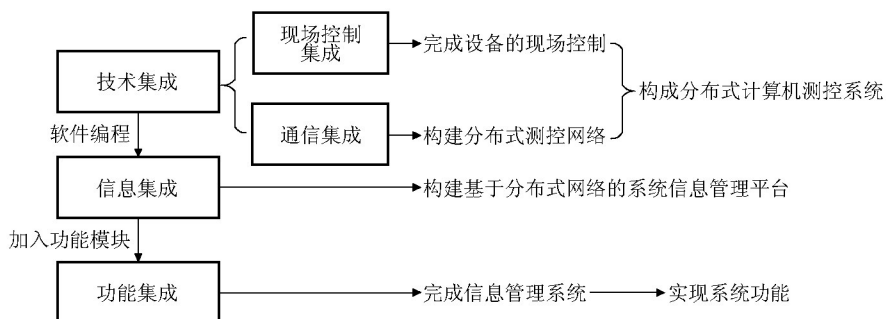 现场控制
集成
完成设备的现场控制
技术集成
构成分布式计算机测控系统
软件编程
通信集成
构建分布式测控网络
信息集成
构建基于分布式网络的系统信息管理平台
加入功能模块
功能集成
完成信息管理系统
实现系统功能